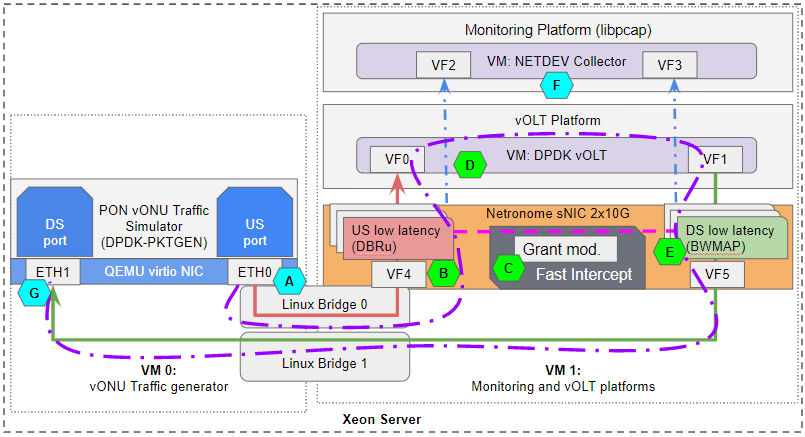 Monitoring Platform (libpcap)
VF2
VM: NETDEV Collector
VF3
F
vOLT Platform
VF0
D
VM: DPDK vOLT
VF1
DS
port
PON vONU Traffic
Simulator
(DPDK-PKTGEN)
US
port
ETH1
QEMU virtio NIC
ETH0
A
G
Netronome sNIC 2x10G
US low latency
(DBRu)
Grant mod.
Fast Intercept
DS low latency
(BWMAP)
B
C
E
VF4
VF5
Linux Bridge 0
Linux Bridge 1
VM 0:
vONU Traffic generator
VM 1:
Monitoring and vOLT platforms
Xeon Server